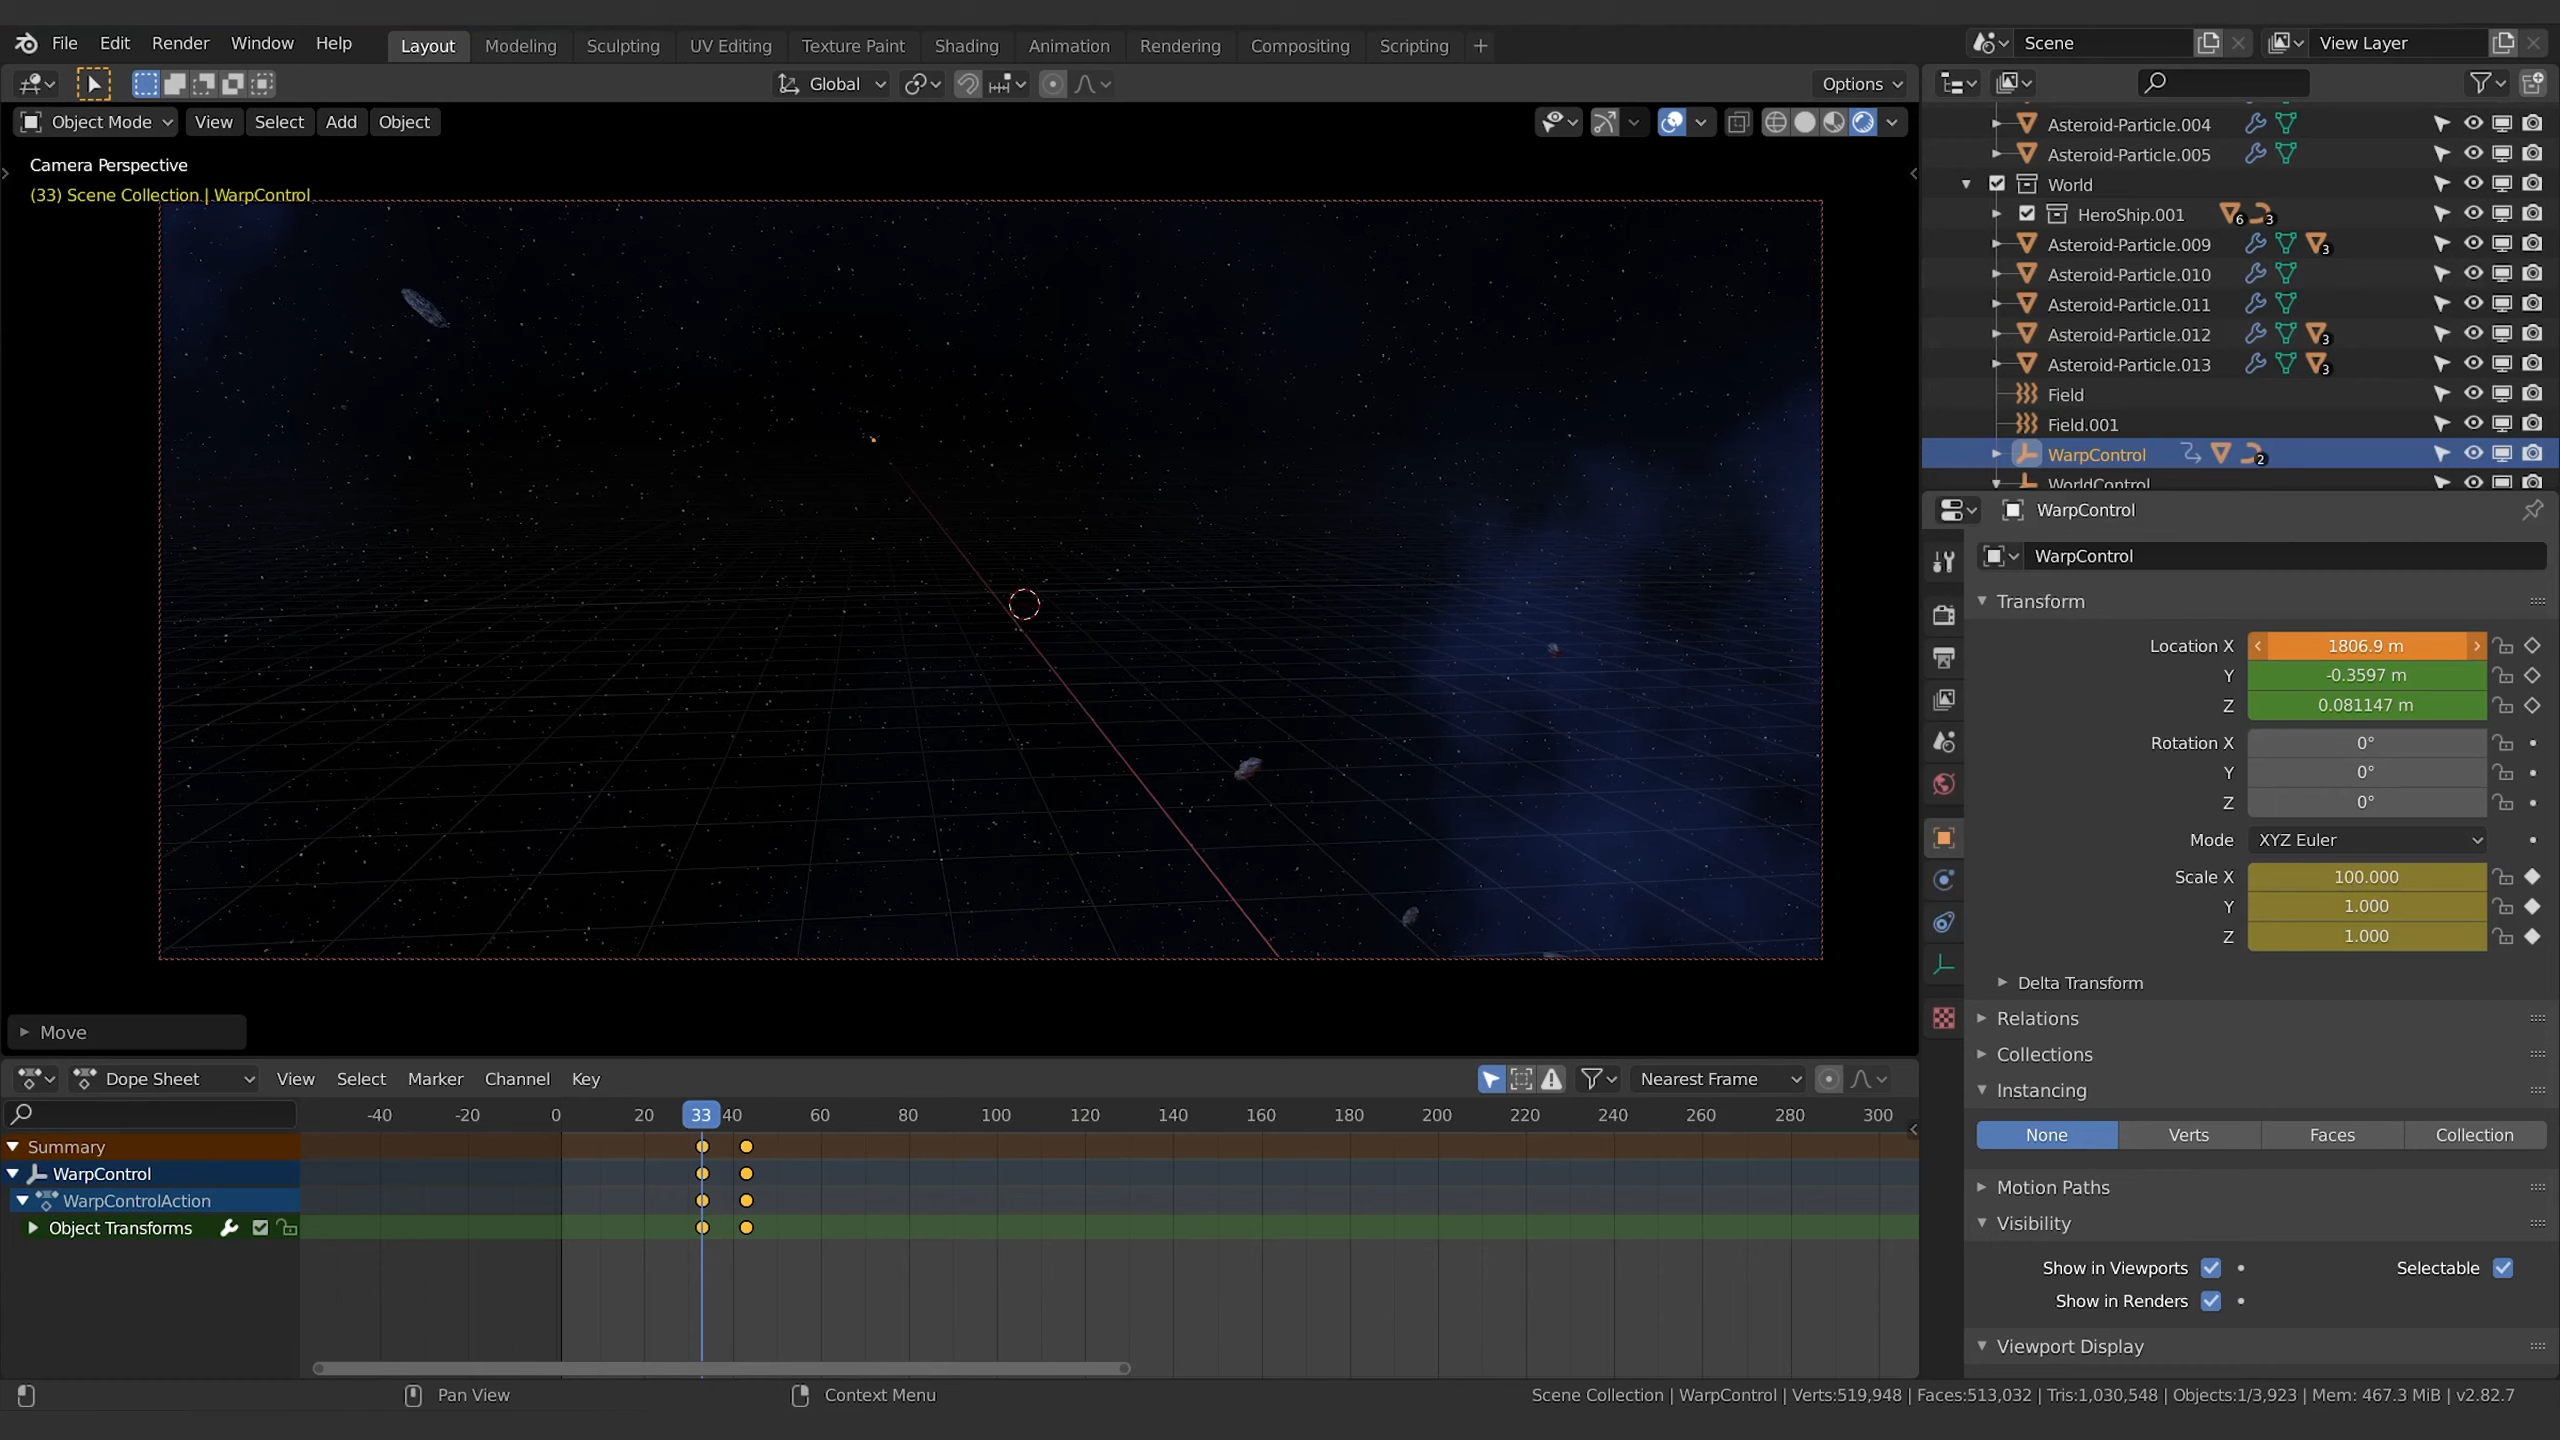 File Edit Render Window Help Layout Modeling Sculpting UV Editing Texture Paint Shading Animation Rendering Compositing Scripting + Scene View Layer
Global Options
Object Mode View Select Add Object
Camera Perspective
(33) Scene Collection | WarpControl
Asteroid-Particle.004
Asteroid-Particle.005
World
HeroShip.001 6 3
Asteroid-Particle.009 3
Asteroid-Particle.010
Asteroid-Particle.011
Asteroid-Particle.012 3
Asteroid-Particle.013 3
Field
Field.001
WarpControl 2
WorldControl
WarpControl
WarpControl
Transform
Location X 1806.9 m
Y -0.3597 m
Z 0.081147 m
Rotation X 0°
Y 0°
Z 0°
Mode XYZ Euler
Scale X 100.000
Y 1.000
Z 1.000
Delta Transform
Relations
Collections
Instancing
None Verts Faces Collection
Motion Paths
Visibility
Show in Viewports Selectable
Show in Renders
Viewport Display
Move
Dope Sheet View Select Marker Channel Key Nearest Frame
-40 -20 0 20 33 40 60 80 100 120 140 160 180 200 220 240 260 280 300
Summary
WarpControl
WarpControlAction
Object Transforms
Pan View Context Menu Scene Collection | WarpControl | Verts:519,948 | Faces:513,032 | Tris:1,030,548 | Objects:1/3,923 | Mem: 467.3 MiB | v2.82.7